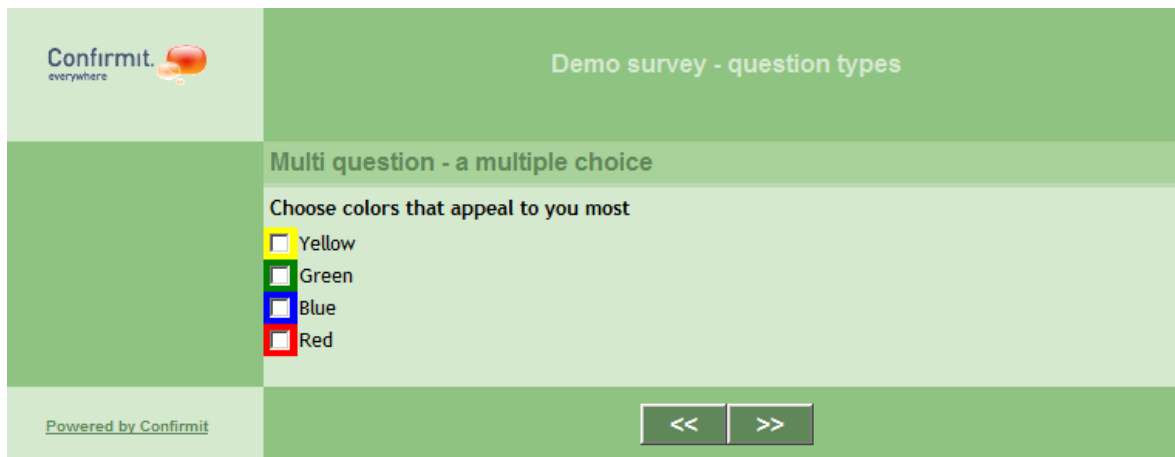 Confirmit.
everywhere
Demo survey - question types
Multi question - a multiple choice
Choose colors that appeal to you most
Yellow
Green
Blue
Red
Powered by Confirmit
<< >>